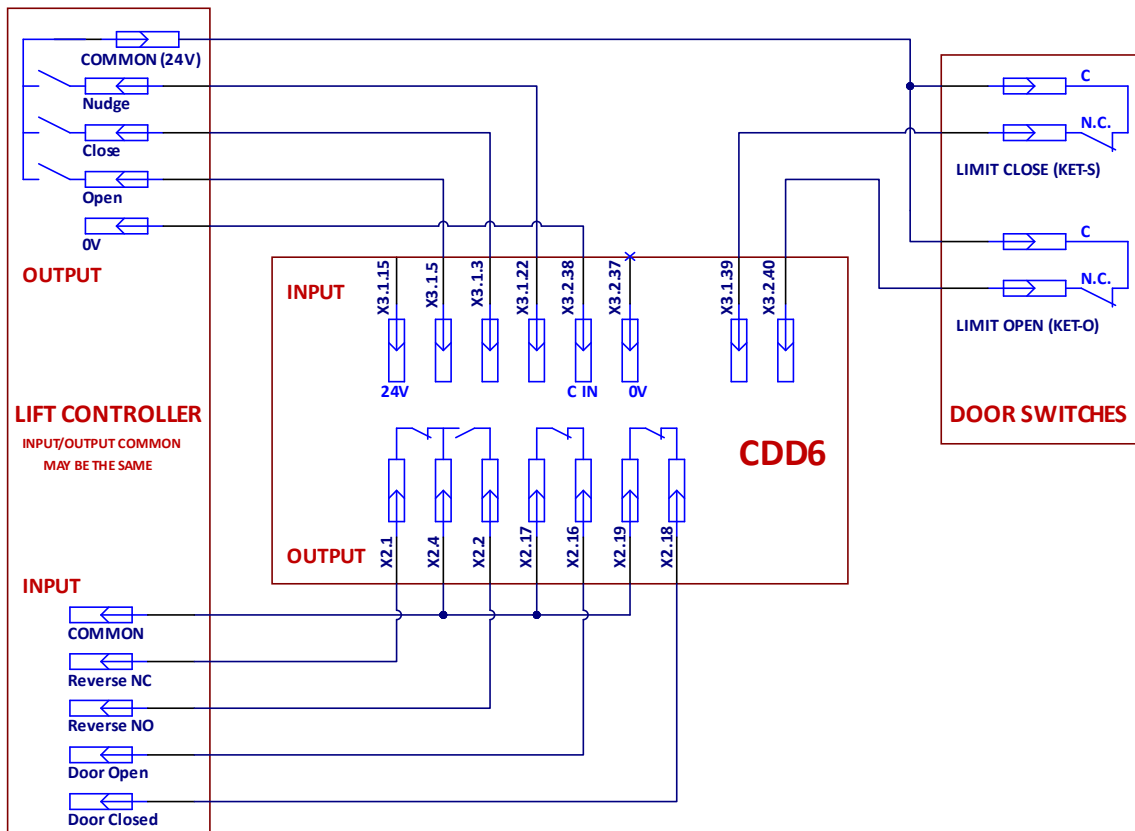 COMMON (24V)
Nudge
Close
Open
0V
OUTPUT
LIFT CONTROLLER
INPUT/OUTPUT COMMON
MAY BE THE SAME
INPUT
COMMON
Reverse NC
Reverse NO
Door Open
Door Closed
INPUT
X3.1.15
X3.1.5
X3.1.3
X3.1.22
X3.2.38
X3.2.37
X3.1.39
X3.2.40
24V
C IN
0V
CDD6
OUTPUT
X2.1
X2.4
X2.2
X2.17
X2.16
X2.19
X2.18
C
N.C.
LIMIT CLOSE (KET-S)
C
N.C.
LIMIT OPEN (KET-O)
DOOR SWITCHES